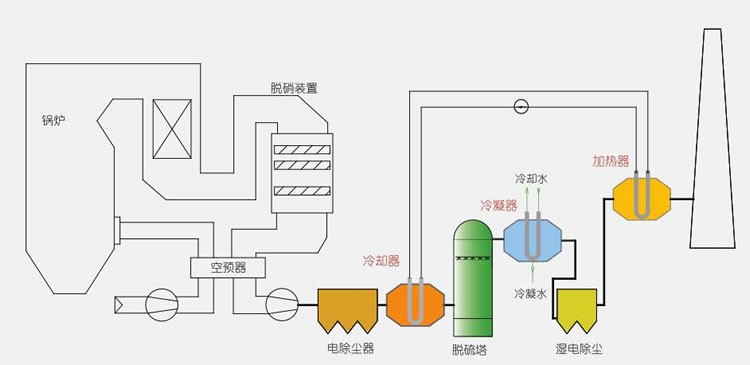 脱硝装置
锅炉
加热器
冷却水
冷凝器
冷却器
空预器
冷凝水
电除尘器
脱硫塔
湿电除尘